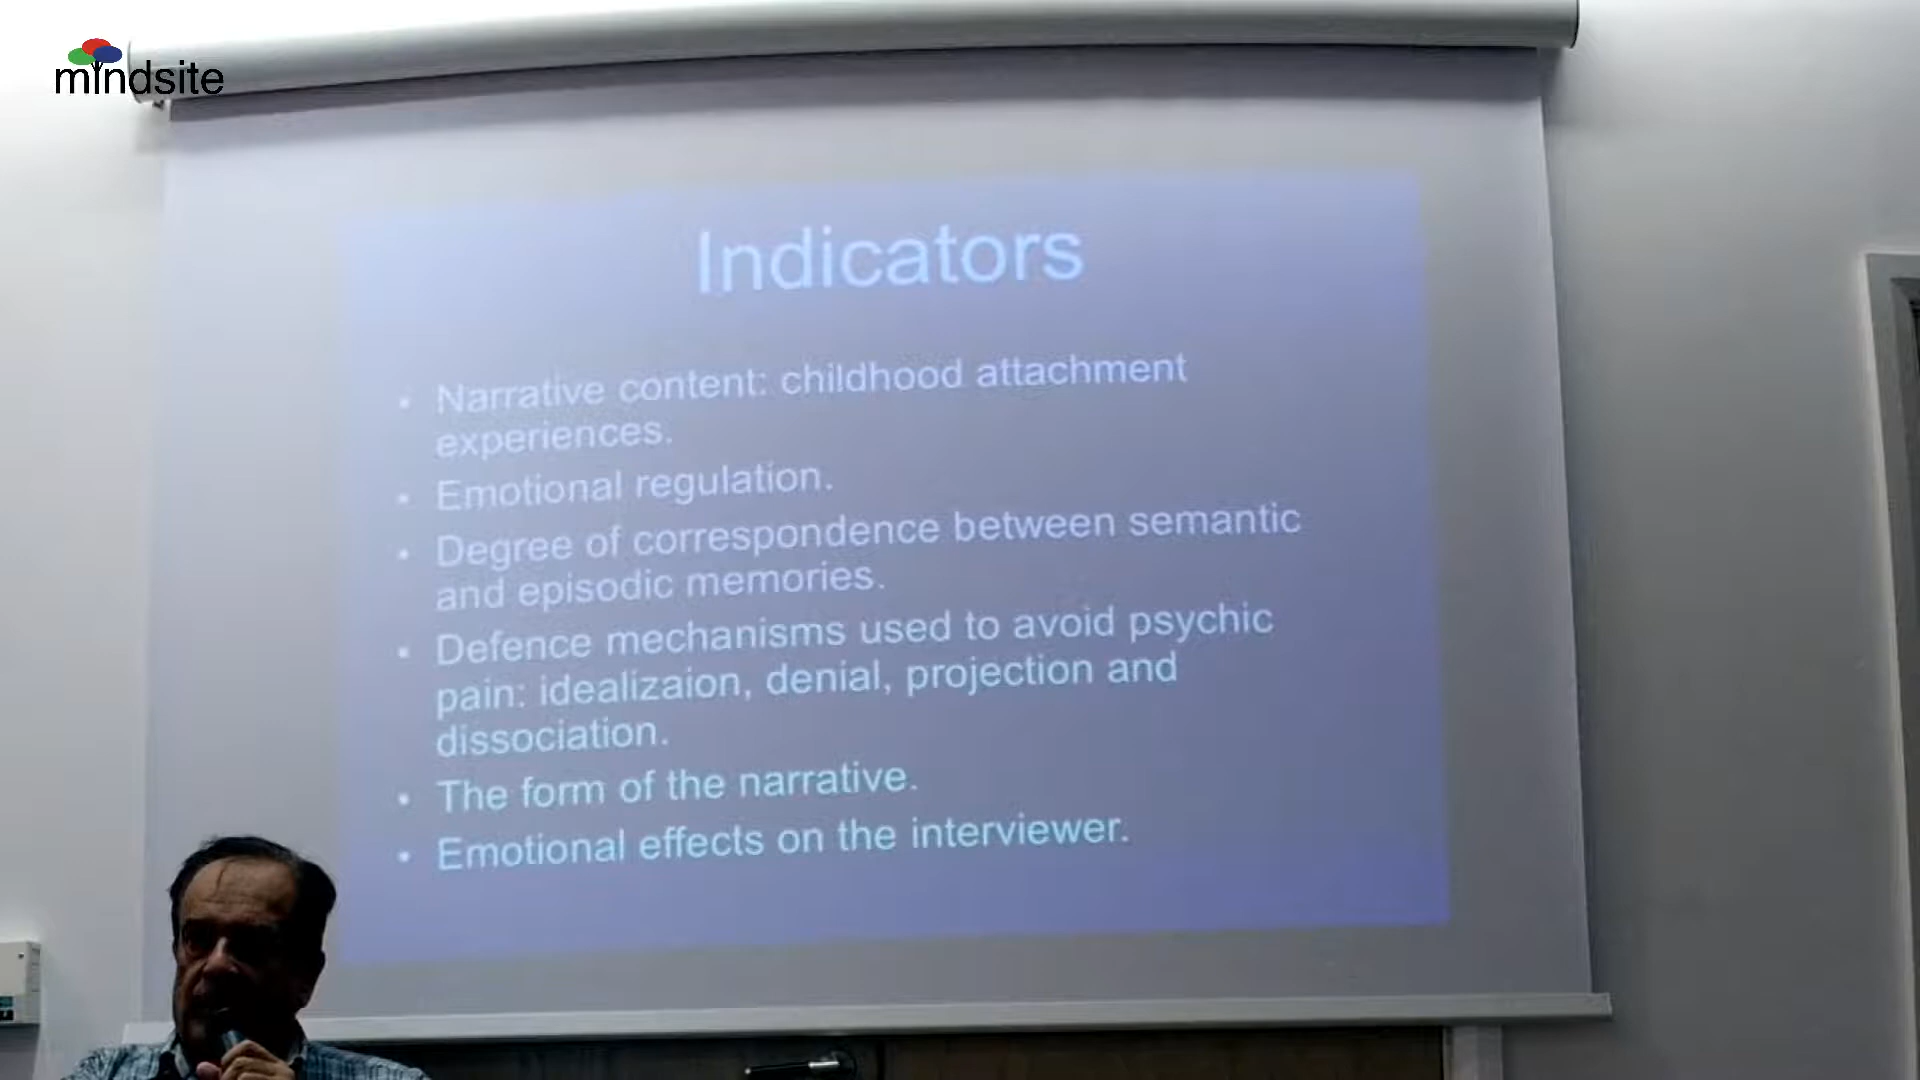 mindsite
Indicators
• Narrative content: childhood attachment
experiences.
• Emotional regulation.
• Degree of correspondence between semantic
and episodic memories.
• Defence mechanisms used to avoid psychic
pain: idealizaion, denial, projection and
dissociation.
• The form of the narrative.
• Emotional effects on the interviewer.